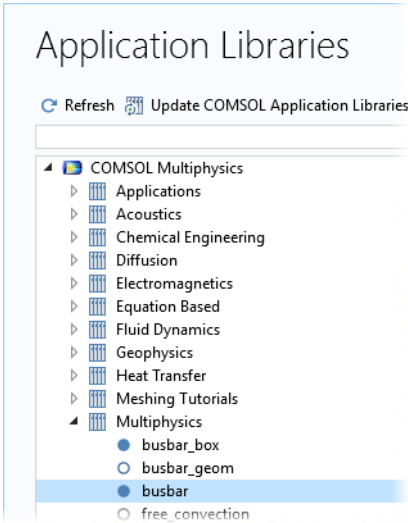 Application Libraries
Refresh Update COMSOL Application Libraries
COMSOL Multiphysics
Applications
Acoustics
Chemical Engineering
Diffusion
Electromagnetics
Equation Based
Fluid Dynamics
Geophysics
Heat Transfer
Meshing Tutorials
Multiphysics
busbar_box
busbar_geom
busbar
free_convection